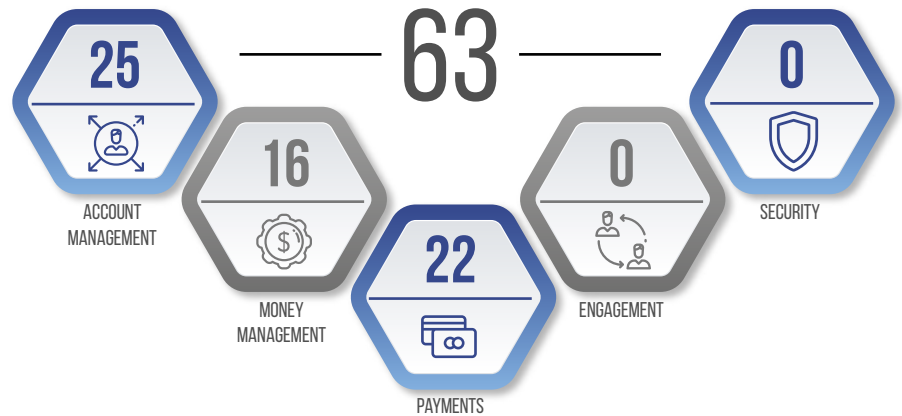 63
25
ACCOUNT
MANAGEMENT
16
$
MONEY
MANAGEMENT
22
PAYMENTS
0
ENGAGEMENT
0
SECURITY